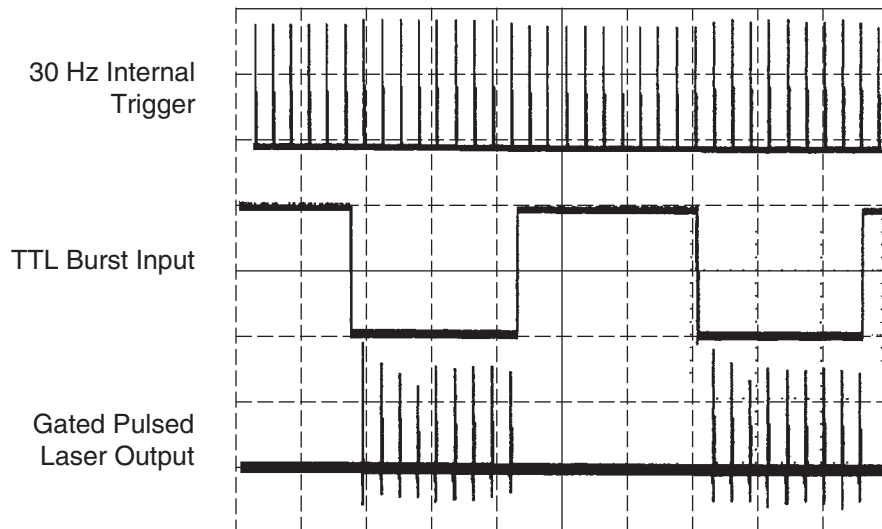 30 Hz Internal
Trigger
TTL Burst Input
Gated Pulsed
Laser Output